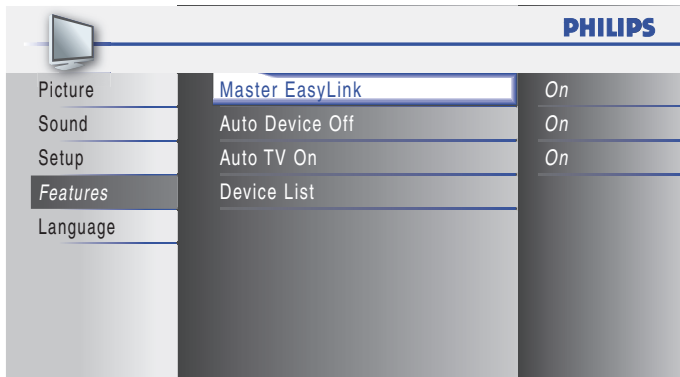 PHILIPS
Picture
Sound
Setup
Features
Language
Master EasyLink
Auto Device Off
Auto TV On
Device List
On
On
On